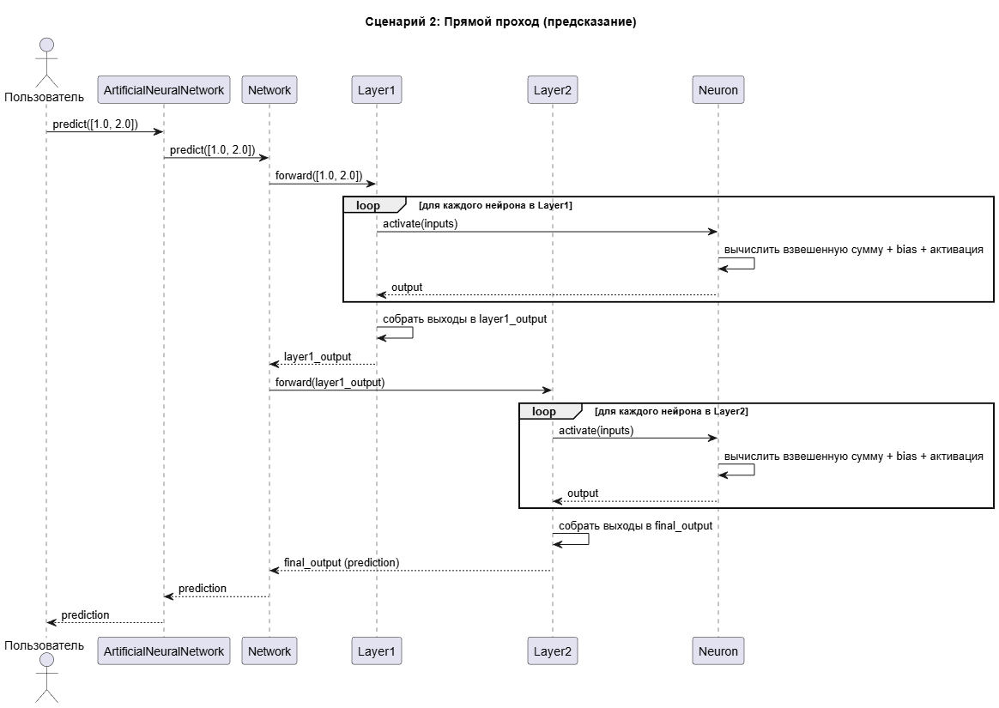 Сценарий 2: Прямой проход (предсказание)
Пользователь
ArtificialNeuralNetwork
Network
Layer1
Layer2
Neuron
predict([1.0, 2.0])
predict([1.0, 2.0])
forward([1.0, 2.0])
loop
[для каждого нейрона в Layer1]
activate(inputs)
вычислить взвешенную сумму + bias + активация
output
собрать выходы в layer1_output
layer1_output
forward(layer1_output)
loop
[для каждого нейрона в Layer2]
activate(inputs)
вычислить взвешенную сумму + bias + активация
output
собрать выходы в final_output
final_output (prediction)
prediction
prediction
Пользователь
ArtificialNeuralNetwork
Network
Layer1
Layer2
Neuron